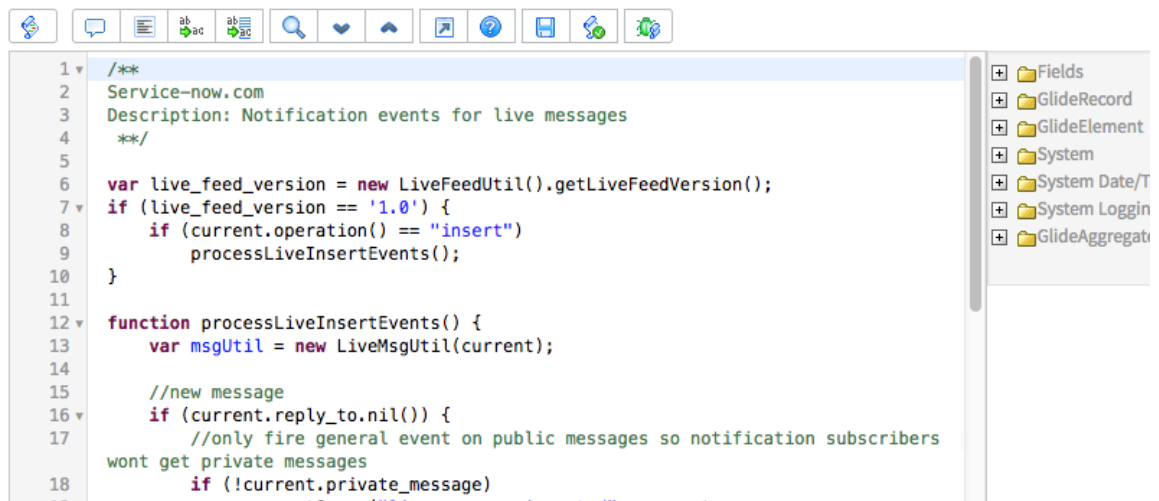 1 /**
2 Service-now.com
3 Description: Notification events for live messages
4 **/
5
6 var live_feed_version = new LiveFeedUtil().getLiveFeedVersion();
7 if (live_feed_version == '1.0') {
8 if (current.operation() == "insert")
9 processLiveInsertEvents();
10 }
11
12 function processLiveInsertEvents() {
13 var msgUtil = new LiveMsgUtil(current);
14
15 //new message
16 if (current.reply_to.nil()) {
17 //only fire general event on public messages so notification subscribers
wont get private messages
18 if (!current.private_message)
Fields
GlideRecord
GlideElement
System
System Date/T
System Loggin
GlideAggregate